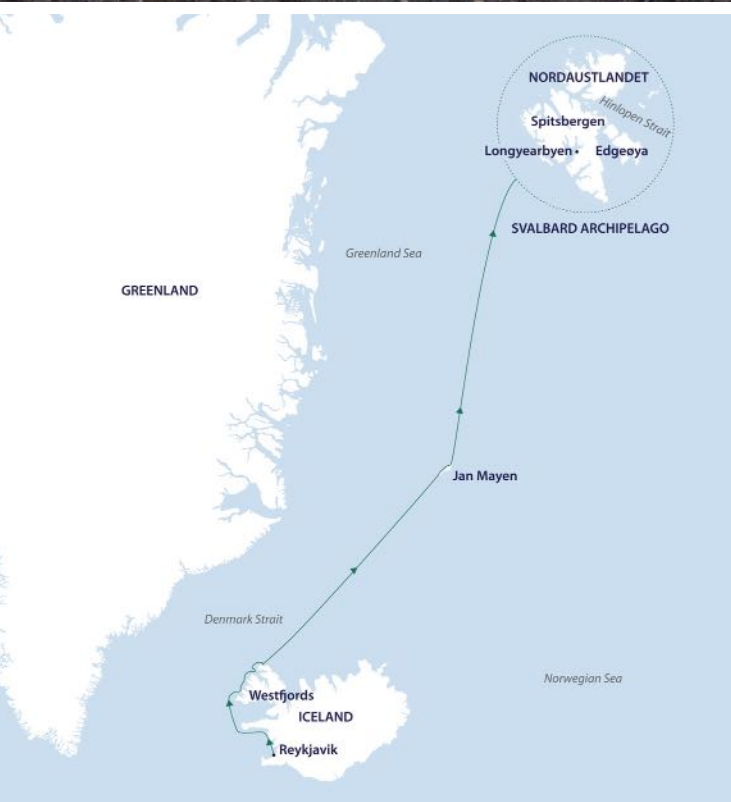 NORDAUSTLANDET
Hinlopen Strait
Spitsbergen
Longyearbyen
Edgeøya
SVALBARD ARCHIPELAGO
Greenland Sea
GREENLAND
Jan Mayen
Denmark Strait
Norwegian Sea
Westfjords
ICELAND
Reykjavik